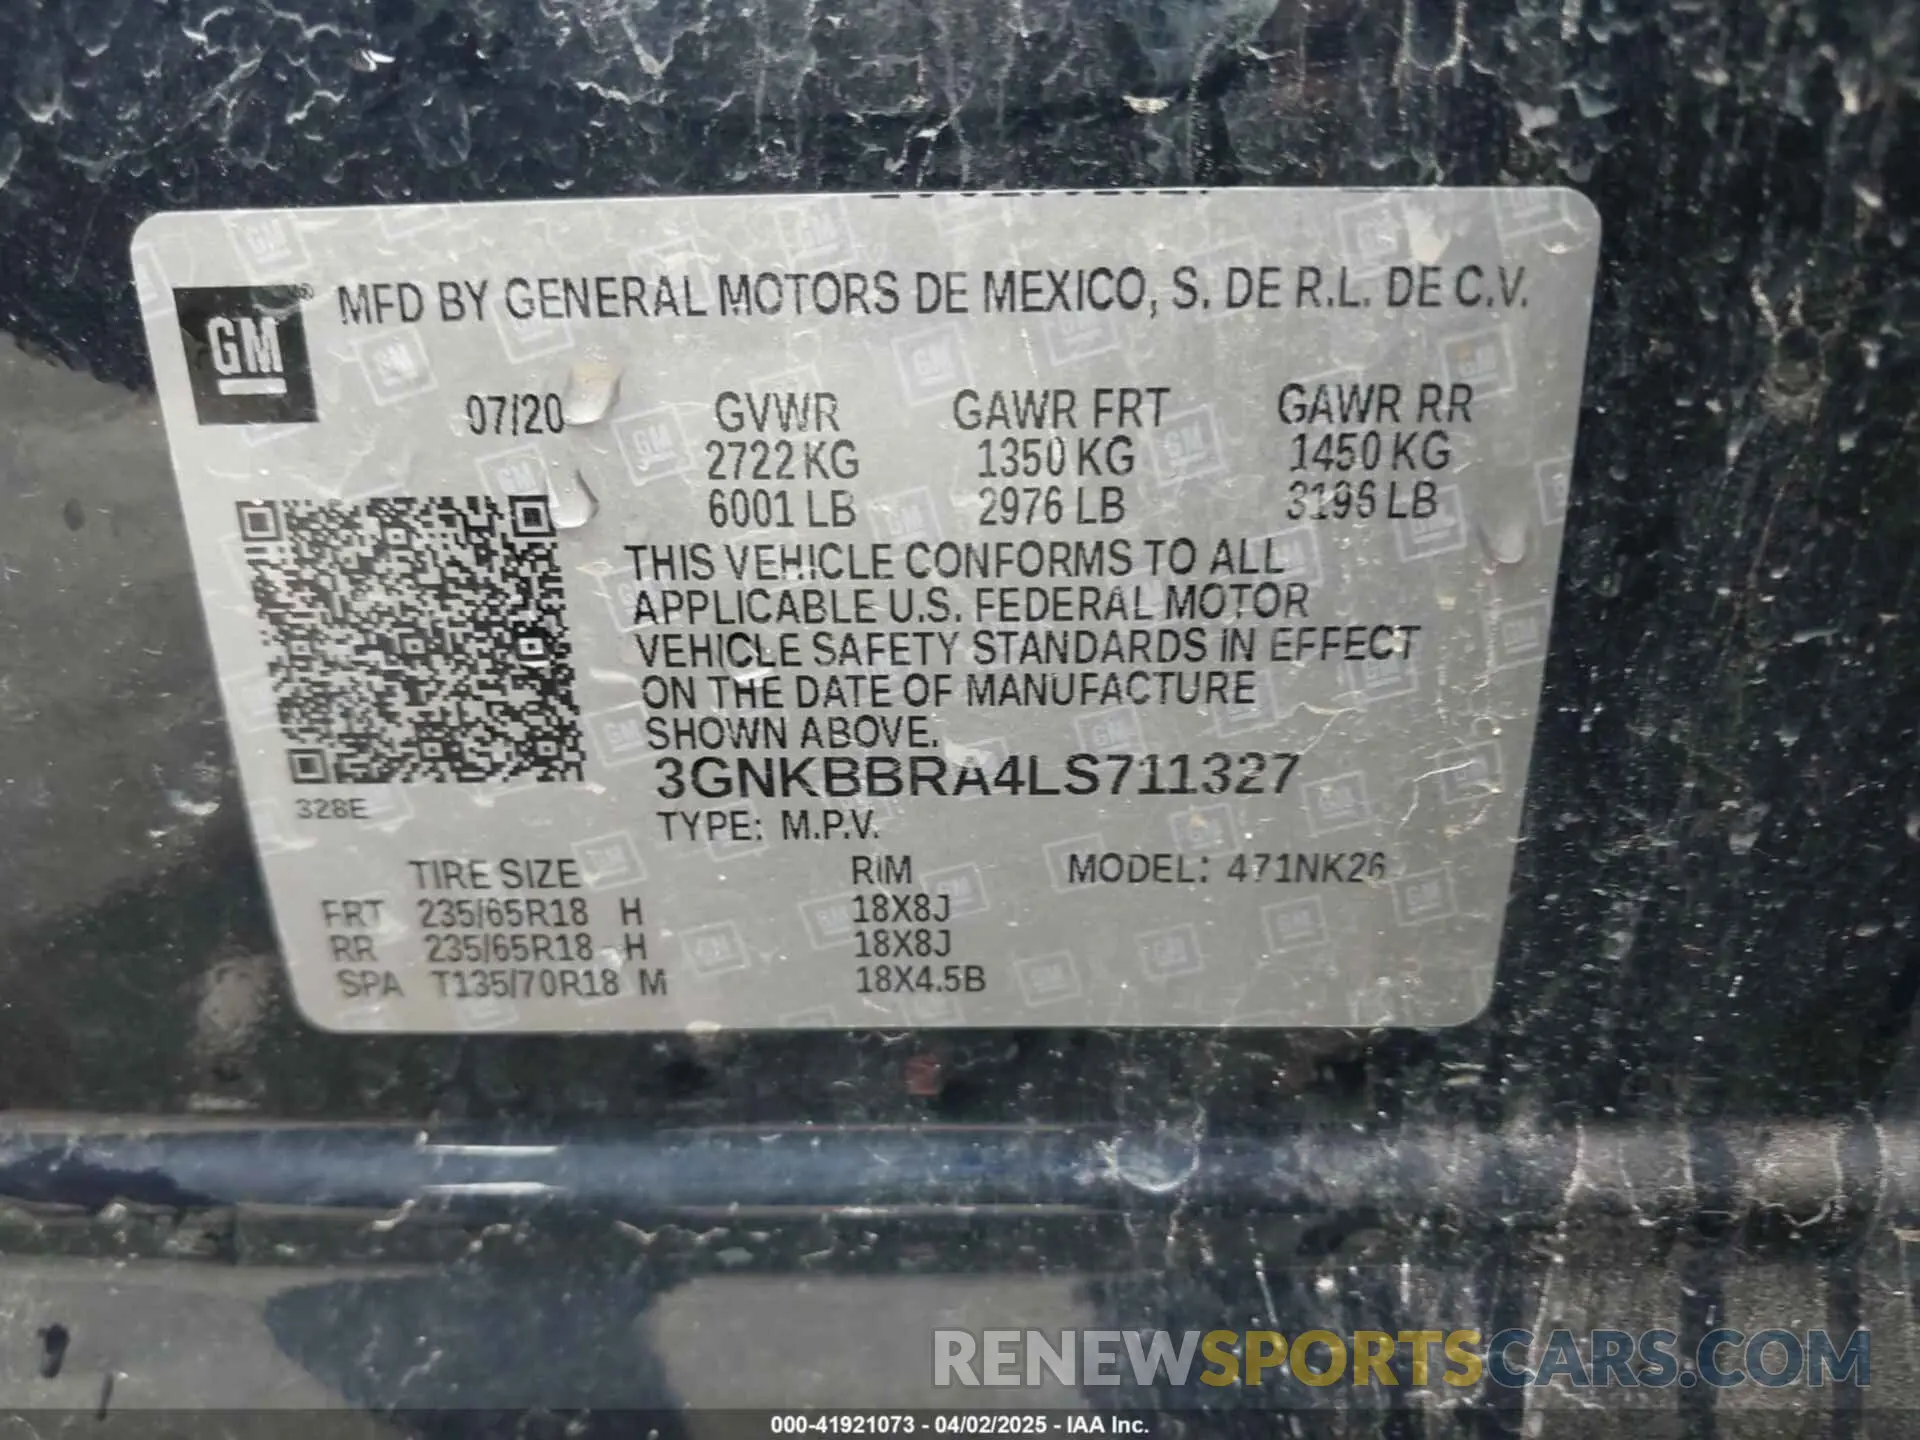 GM
MFD BY GENERAL MOTORS DE MEXICO, S. DE R.L. DE C.V.
07/20 GVWR GAWR FRT GAWR RR
2722 KG 1350 KG 1450 KG
6001 LB 2976 LB 3196 LB
THIS VEHICLE CONFORMS TO ALL
APPLICABLE U.S. FEDERAL MOTOR
VEHICLE SAFETY STANDARDS IN EFFECT
ON THE DATE OF MANUFACTURE
SHOWN ABOVE.
3GNKBBRA4LS711327
328E
TYPE: M.P.V.
TIRE SIZE RIM MODEL: 471NK26
FRT 235/65R18 H 18X8J
RR 235/65R18 H 18X8J
SPA T135/70R18 M 18X4.5B
RENEWSPORTSCARS.COM
000-41921073 - 04/02/2025 - IAA Inc.